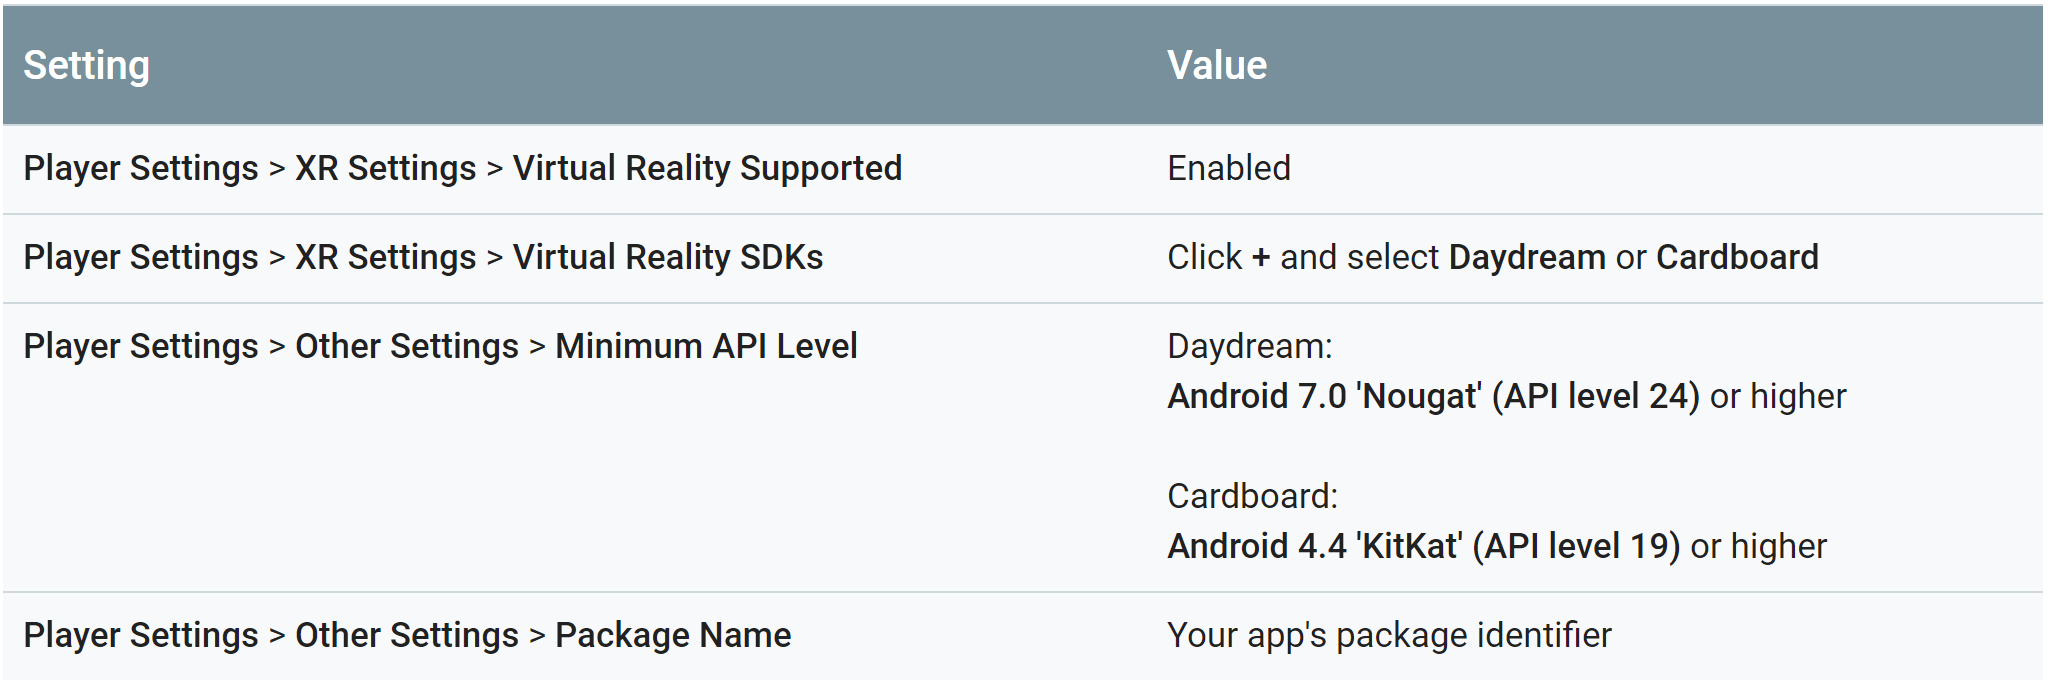 Setting Value
Player Settings > XR Settings > Virtual Reality Supported Enabled
Player Settings > XR Settings > Virtual Reality SDKs Click + and select Daydream or Cardboard
Player Settings > Other Settings > Minimum API Level Daydream:
Android 7.0 'Nougat' (API level 24) or higher
Cardboard:
Android 4.4 'KitKat' (API level 19) or higher
Player Settings > Other Settings > Package Name Your app's package identifier